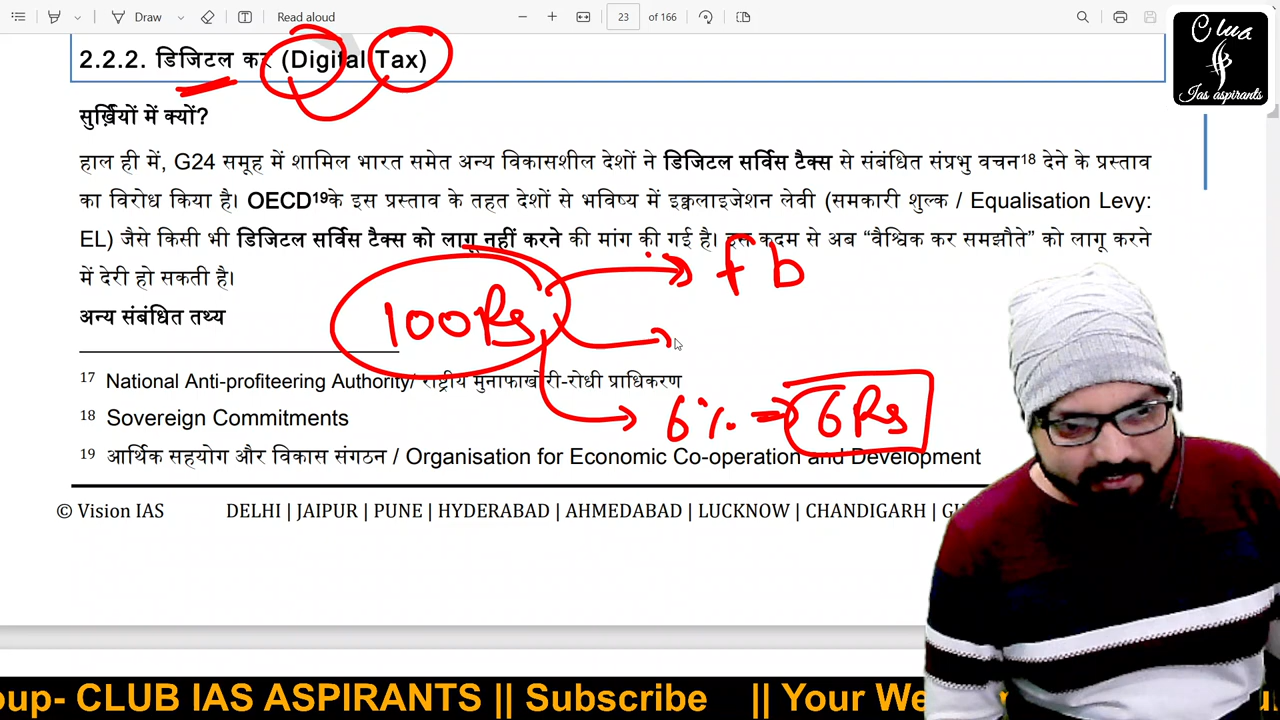 Draw
Read aloud
23 of 166
Club
Ias aspirants
2.2.2. डिजिटल कर (Digital Tax)
सुर्ख़ियों में क्यों?
हाल ही में, G24 समूह में शामिल भारत समेत अन्य विकासशील देशों ने डिजिटल सर्विस टैक्स से संबंधित संप्रभु वचन18 देने के प्रस्ताव
का विरोध किया है। OECD19के इस प्रस्ताव के तहत देशों से भविष्य में इक्वलाइजेशन लेवी (समकारी शुल्क / Equalisation Levy:
EL) जैसे किसी भी डिजिटल सर्विस टैक्स को लागू नहीं करने की मांग की गई है। इस कदम से अब “वैश्विक कर समझौते” को लागू करने
में देरी हो सकती है।
fb
100Rs
अन्य संबंधित तथ्य
17 National Anti-profiteering Authority/ राष्ट्रीय मुनाफाखोरी-रोधी प्राधिकरण
6% ⇒ 6Rs
18 Sovereign Commitments
19 आर्थिक सहयोग और विकास संगठन / Organisation for Economic Co-operation and Development
© Vision IAS DELHI | JAIPUR | PUNE | HYDERABAD | AHMEDABAD | LUCKNOW | CHANDIGARH |
oup- CLUB IAS ASPIRANTS || Subscribe || Your We